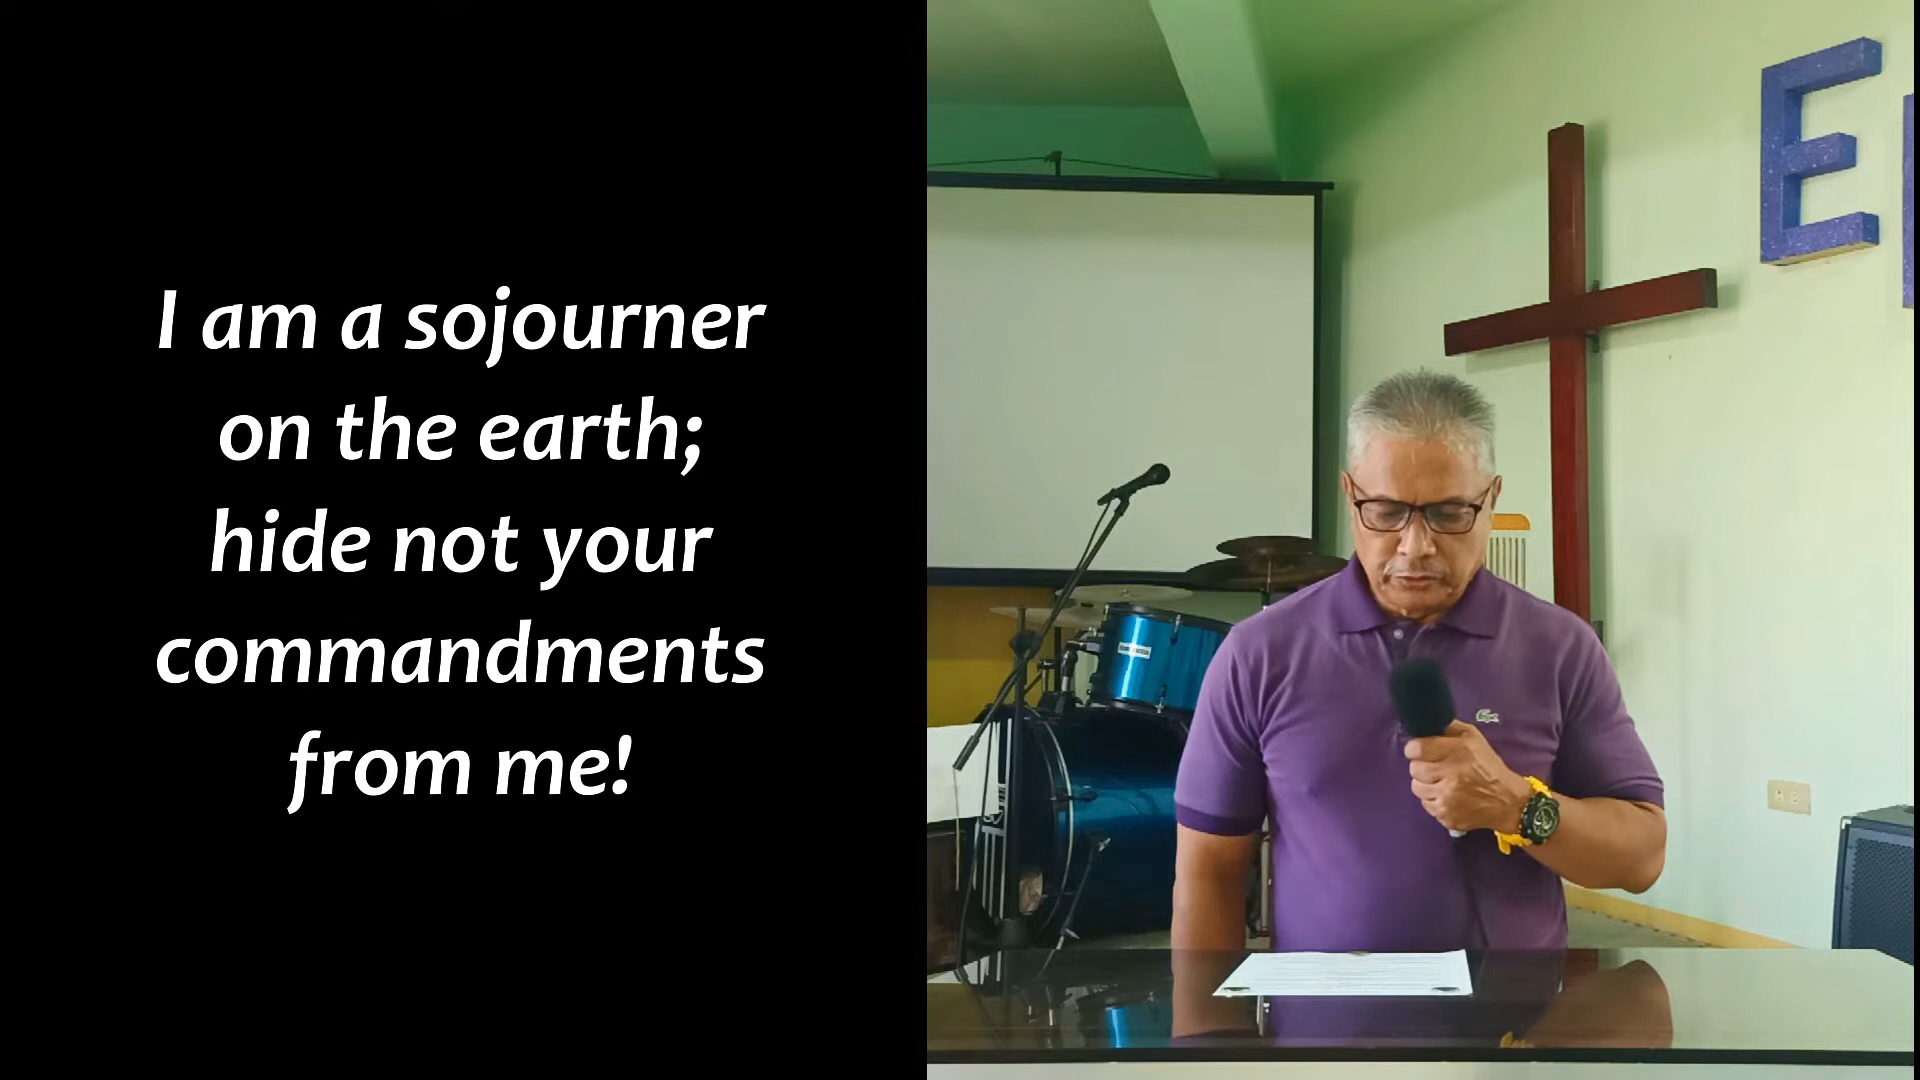 I am a sojourner
on the earth;
hide not your
commandments
from me!
E